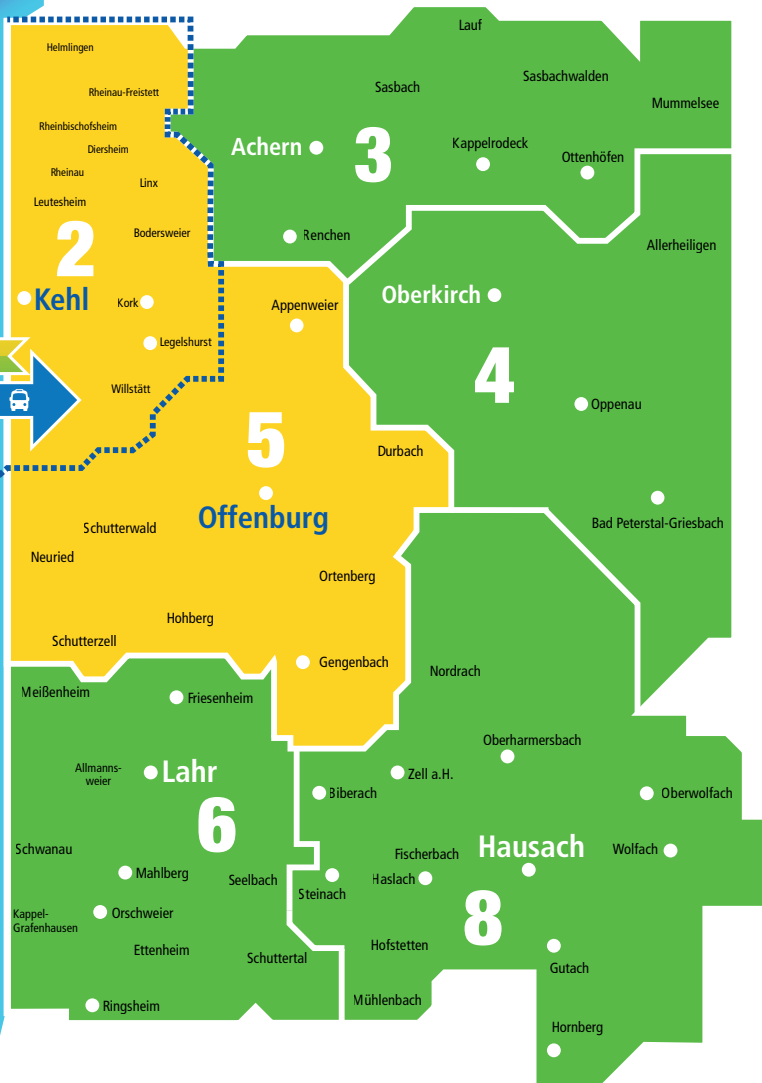 Helmlingen
Rheinau-Freistett
Rheinbischofsheim
Diersheim
Rheinau
Linx
Leutesheim
2
Bodersweier
Kehl
Kork
Legelshurst
Willstätt
Lauf
Sasbach
Sasbachwalden
Mummelsee
Achern
3
Kappelrodeck
Ottenhöfen
Renchen
Allerheiligen
Oberkirch
4
Oppenau
Bad Peterstal-Griesbach
Appenweier
5
Durbach
Offenburg
Schutterwald
Neuried
Ortenberg
Hohberg
Schutterzell
Gengenbach
Meißenheim
Friesenheim
Allmanns-
weier
Lahr
6
Schwanau
Mahlberg
Seelbach
Kappel-
Grafenhausen
Orschweier
Ettenheim
Schuttertal
Ringsheim
Nordrach
Oberharmersbach
Zell a.H.
Biberach
Oberwolfach
Fischerbach
Hausach
Wolfach
Haslach
Steinach
8
Hofstetten
Gutach
Mühlenbach
Hornberg